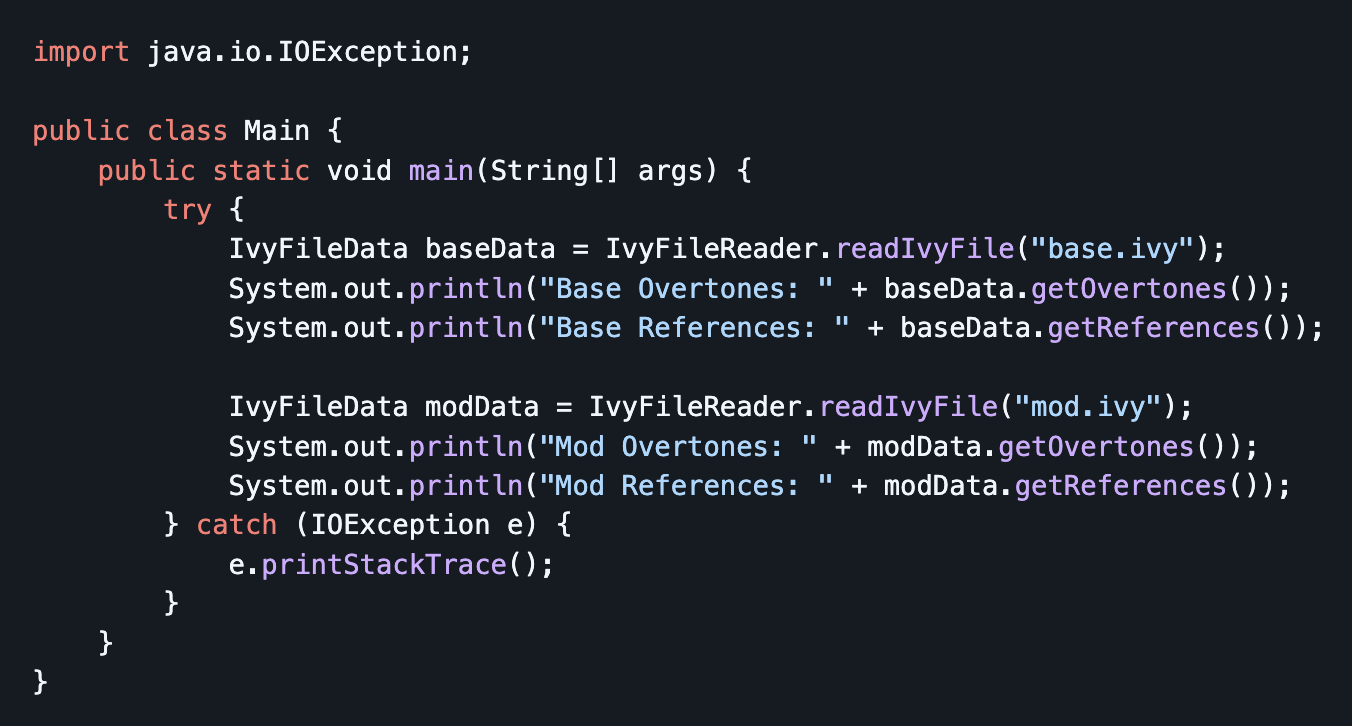 import java.io.IOException;

public class Main {
    public static void main(String[] args) {
        try {
            IvyFileData baseData = IvyFileReader.readIvyFile("base.ivy");
            System.out.println("Base Overtones: " + baseData.getOvertones());
            System.out.println("Base References: " + baseData.getReferences());

            IvyFileData modData = IvyFileReader.readIvyFile("mod.ivy");
            System.out.println("Mod Overtones: " + modData.getOvertones());
            System.out.println("Mod References: " + modData.getReferences());
        } catch (IOException e) {
            e.printStackTrace();
        }
    }
}